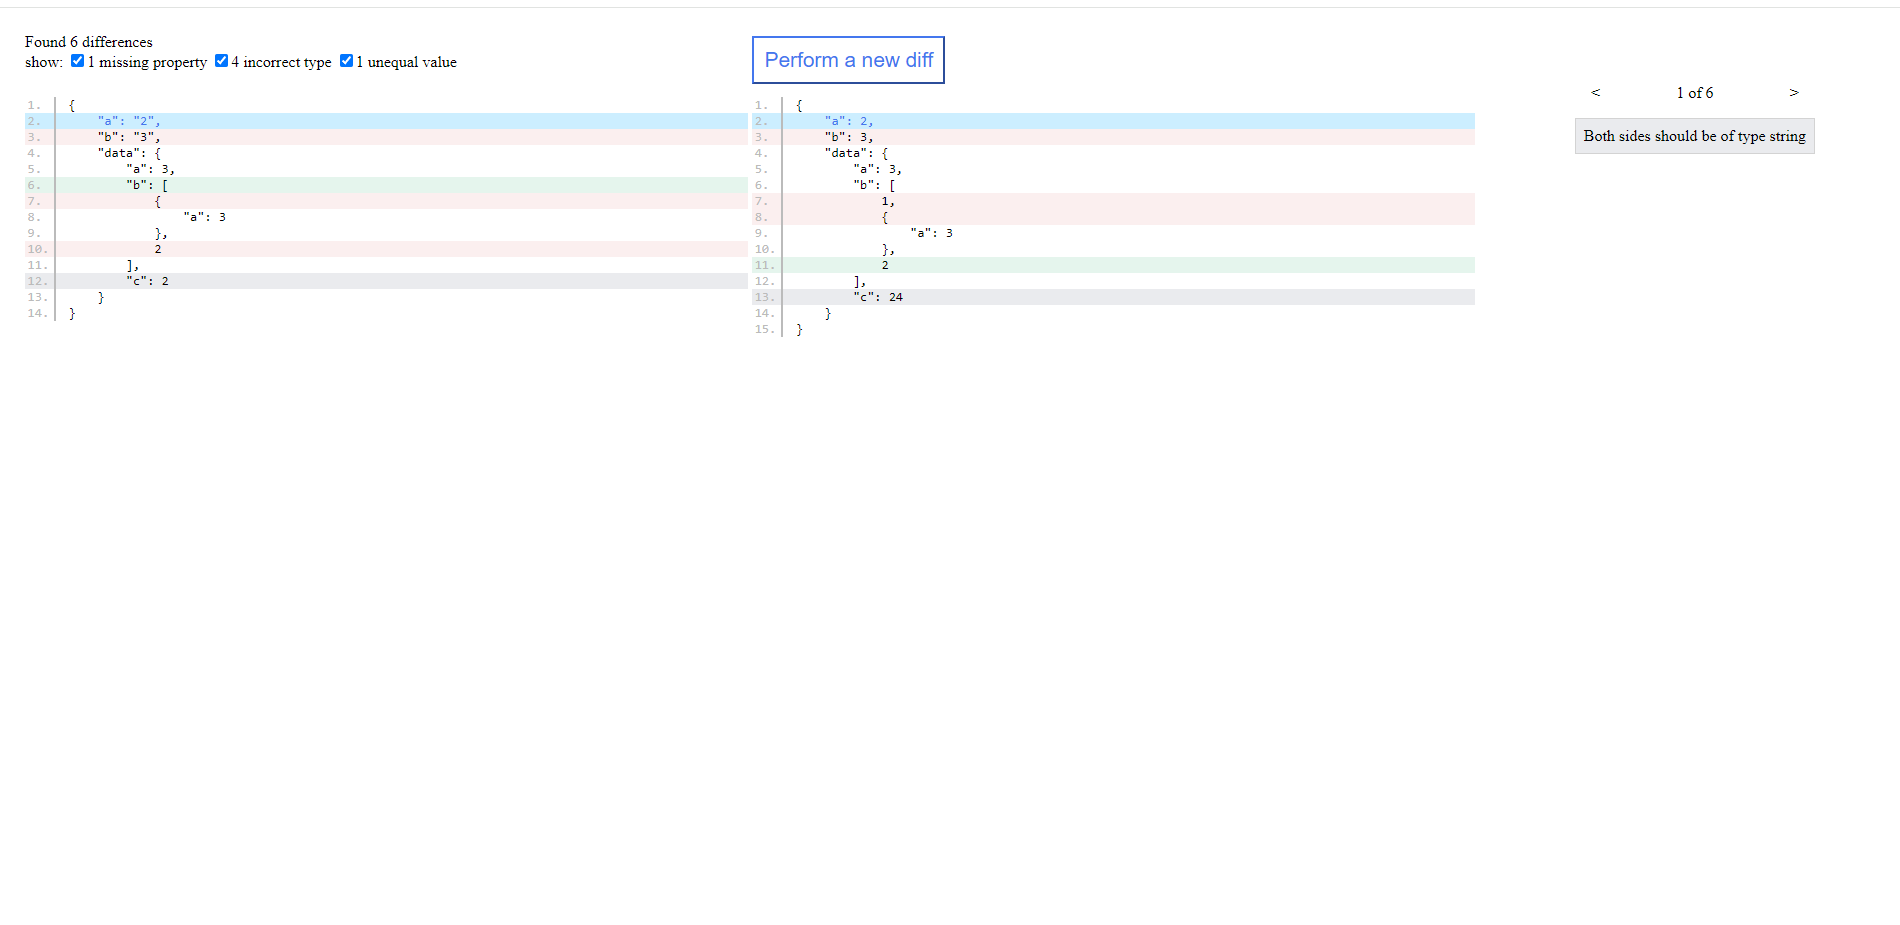 Found 6 differences
show: 1 missing property 4 incorrect type 1 unequal value
Perform a new diff
1. {
2. "a": "2",
3. "b": "3",
4. "data": {
5. "a": 3,
6. "b": [
7. {
8. "a": 3
9. },
10. 2
11. ],
12. "c": 2
13. }
14. }
1. {
2. "a": 2,
3. "b": 3,
4. "data": {
5. "a": 3,
6. "b": [
7. 1,
8. {
9. "a": 3
10. },
11. 2
12. ],
13. "c": 24
14. }
15. }
< 1 of 6 >
Both sides should be of type string